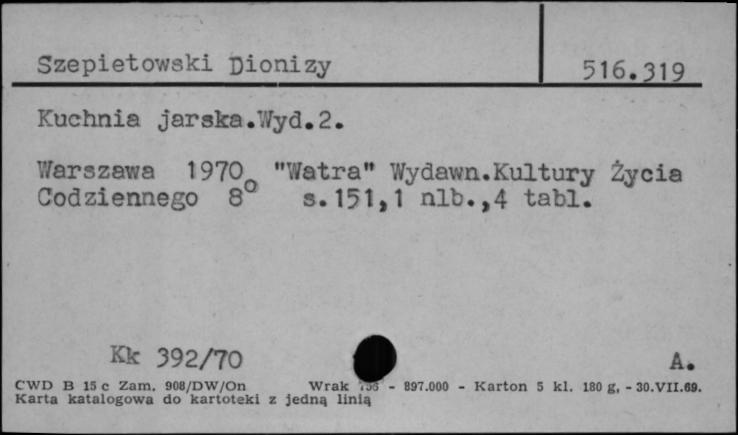 Szepietowski Dionizy
516.319
Kuchnia jarska.Wyd.2.
Warszawa 1970 "Watra" Wydawn.Kultury Życia
Codziennego 8° s.151,1 nlb.,4 tabl.
Kk 392/70
A.
CWD B 15 c Zam. 908/DW/On Wrak - 897.000 - Karton 5 kl. 180 g, - 30.VII.69.
Karta katalogowa do kartoteki z jedną linią